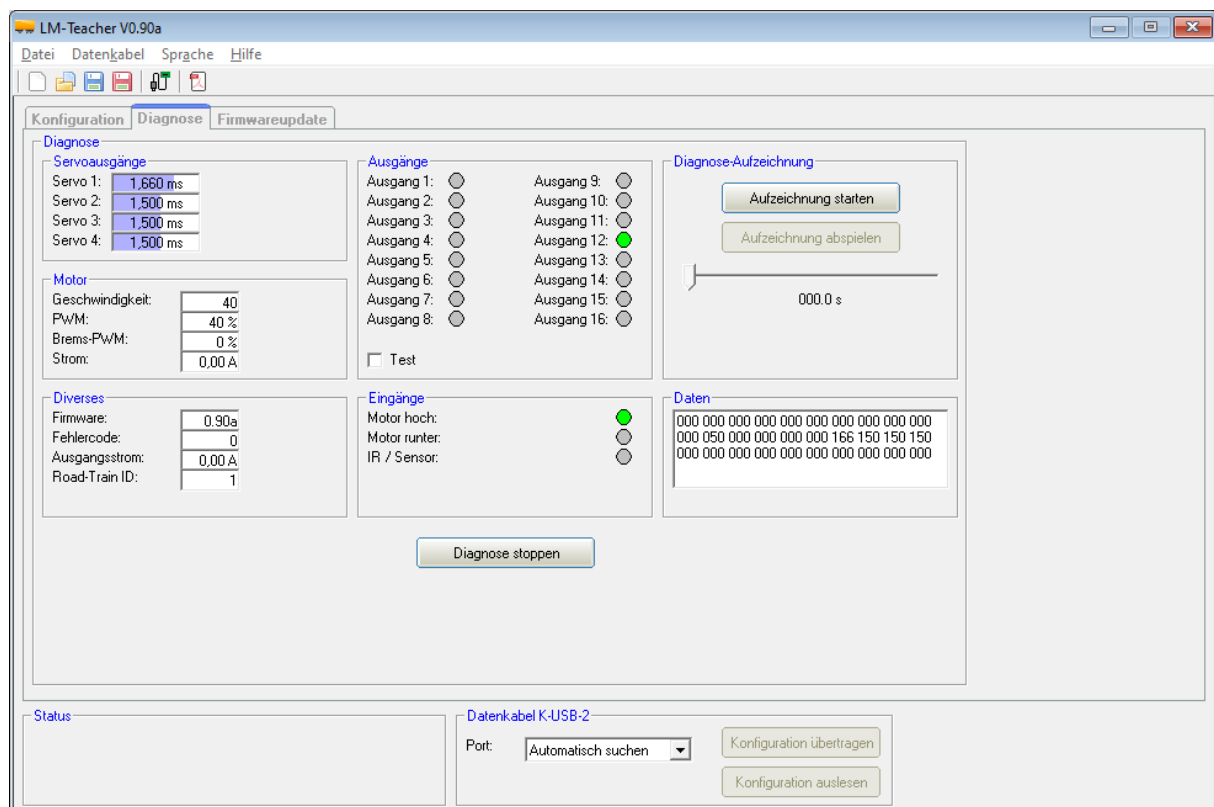 LM-Teacher V0.90a
Datei Datenkabel Sprache Hilfe
Konfiguration Diagnose Firmwareupdate
Diagnose
Servoausgänge
Servo 1: 1,660 ms
Servo 2: 1,500 ms
Servo 3: 1,500 ms
Servo 4: 1,500 ms
Motor
Geschwindigkeit: 40
PWM: 40 %
Brems-PWM: 0 %
Strom: 0,00 A
Diverses
Firmware: 0.90a
Fehlercode: 0
Ausgangsstrom: 0,00 A
Road-Train ID: 1
Ausgänge
Ausgang 1: Ausgang 9:
Ausgang 2: Ausgang 10:
Ausgang 3: Ausgang 11:
Ausgang 4: Ausgang 12:
Ausgang 5: Ausgang 13:
Ausgang 6: Ausgang 14:
Ausgang 7: Ausgang 15:
Ausgang 8: Ausgang 16:
Test
Eingänge
Motor hoch:
Motor runter:
IR / Sensor:
Diagnose-Aufzeichnung
Aufzeichnung starten
Aufzeichnung abspielen
000.0 s
Daten
000 000 000 000 000 000 000 000 000 000
000 050 000 000 000 000 166 150 150 150
000 000 000 000 000 000 000 000 000 000
Diagnose stoppen
Status
Datenkabel K-USB-2
Port: Automatisch suchen
Konfiguration übertragen
Konfiguration auslesen